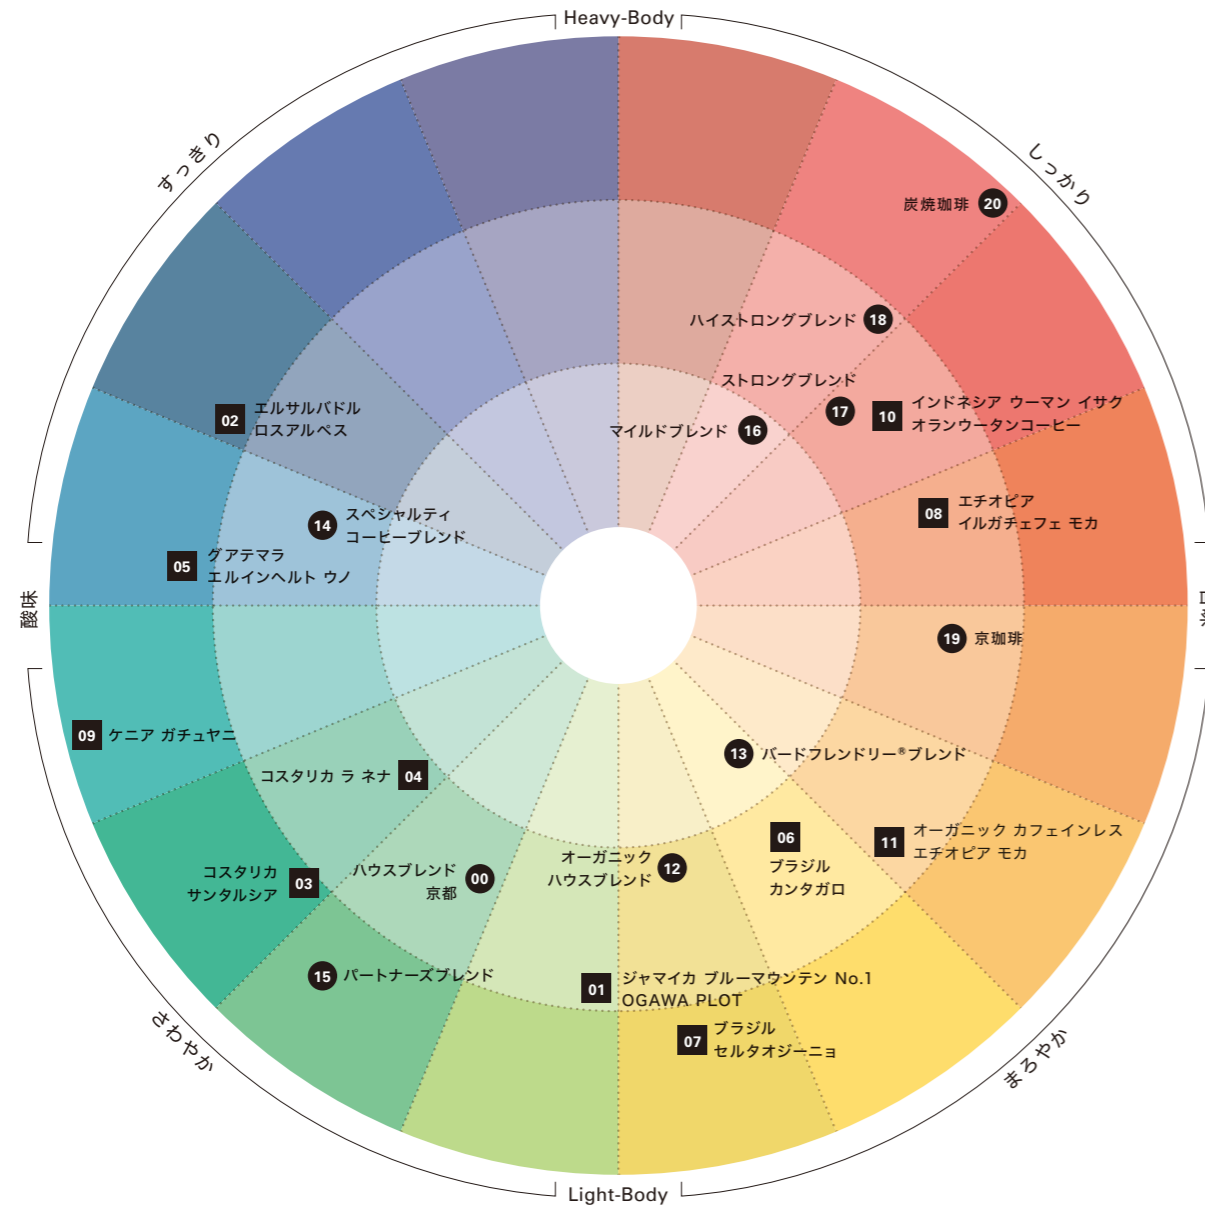 Heavy-Body
すっきり
しっかり
炭焼珈琲 20
ハイストロングブレンド 18
ストロングブレンド
17
マイルドブレンド 16
10 インドネシア ウーマン イサク
オランウータンコーヒー
02 エルサルバドル
ロスアルペス
08 エチオピア
イルガチェフェ モカ
14 スペシャルティ
コーヒーブレンド
05 グアテマラ
エルインヘルト ウノ
酸味
19 京珈琲
09 ケニア ガチュヤニ
13 バードフレンドリー®ブレンド
コスタリカ ラ ネナ 04
06
ブラジル
カンタガロ
11 オーガニック カフェインレス
エチオピア モカ
コスタリカ
サンタルシア 03
ハウスブレンド 00
京都
オーガニック
ハウスブレンド 12
15 パートナーズブレンド
01 ジャマイカ ブルーマウンテン No.1
OGAWA PLOT
07 ブラジル
セルタオジーニョ
さわやか
まろやか
Light-Body